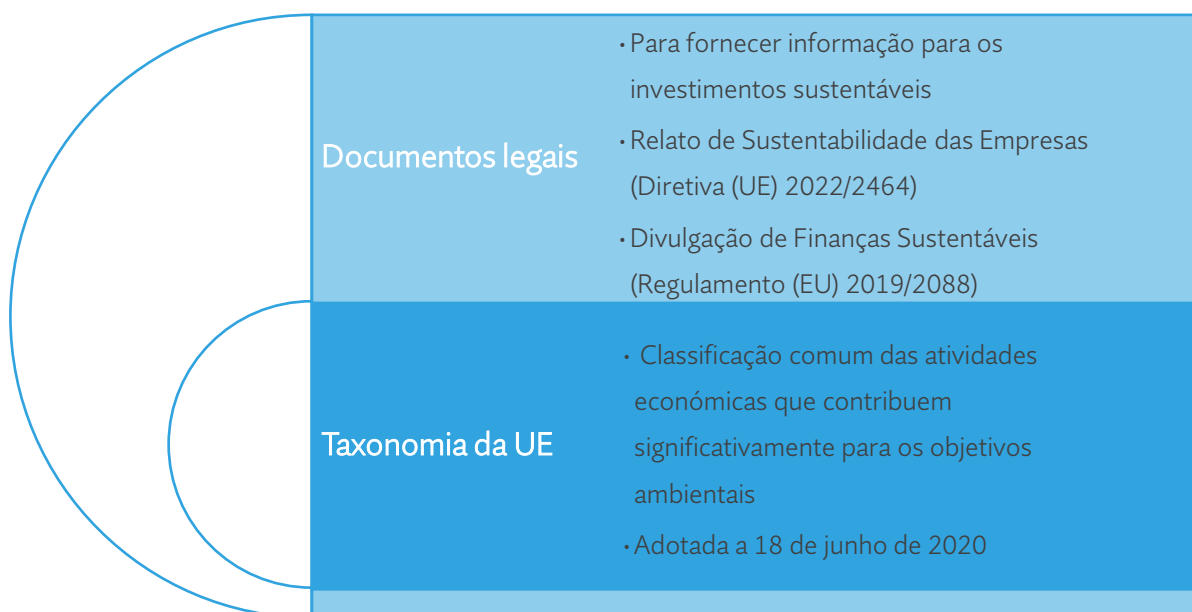 Documentos legais
· Para fornecer informação para os
investimentos sustentáveis
· Relato de Sustentabilidade das Empresas
(Diretiva (UE) 2022/2464)
· Divulgação de Finanças Sustentáveis
(Regulamento (EU) 2019/2088)
Taxonomia da UE
· Classificação comum das atividades
económicas que contribuem
significativamente para os objetivos
ambientais
· Adotada a 18 de junho de 2020